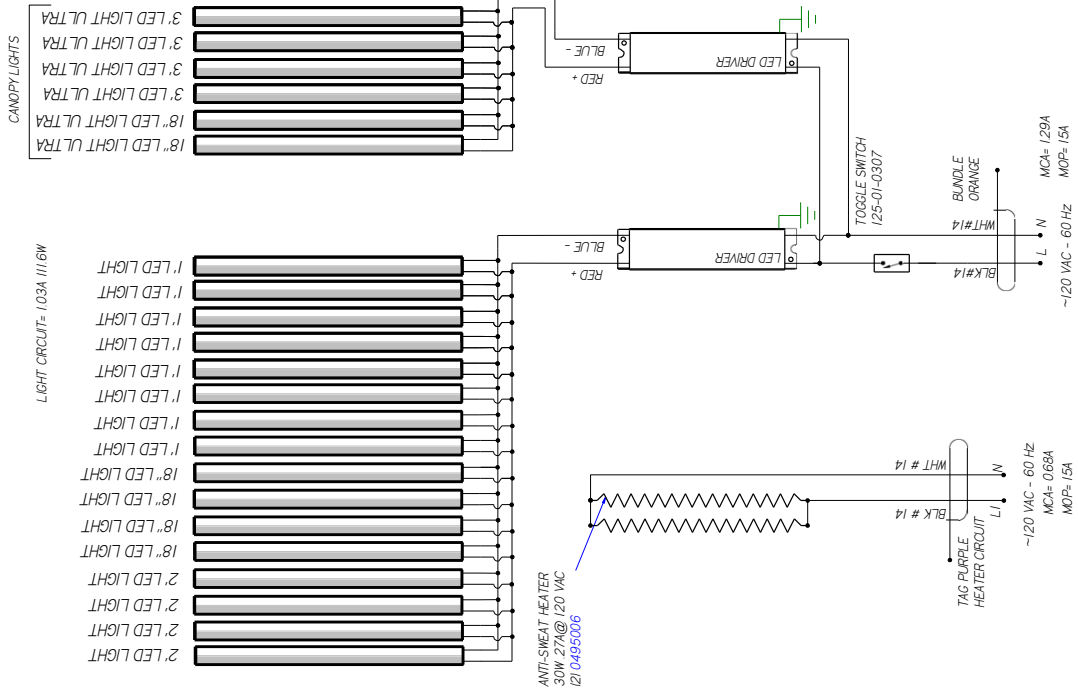 CANOPY LIGHTS
3' LED LIGHT ULTRA
3' LED LIGHT ULTRA
3' LED LIGHT ULTRA
3' LED LIGHT ULTRA
18" LED LIGHT ULTRA
18" LED LIGHT ULTRA
BLUE -
RED +
LED DRIVER
LIGHT CIRCUIT= 1.03A 111.6W
1' LED LIGHT
1' LED LIGHT
1' LED LIGHT
1' LED LIGHT
1' LED LIGHT
1' LED LIGHT
1' LED LIGHT
1' LED LIGHT
18" LED LIGHT
18" LED LIGHT
18" LED LIGHT
18" LED LIGHT
2' LED LIGHT
2' LED LIGHT
2' LED LIGHT
2' LED LIGHT
BLUE -
RED +
LED DRIVER
TOGGLE SWITCH
125-01-0307
BUNDLE
ORANGE
WHT#14
BLK#14
N
L
~120 VAC - 60 Hz
MCA= 1.29A
MOP= 15A
ANTI-SWEAT HEATER
30W .27A@ 120 VAC
(2) 0495006
WHT # 14
BLK # 14
N
L1
TAG PURPLE
HEATER CIRCUIT
~120 VAC - 60 Hz
MCA= 0.68A
MOP= 15A